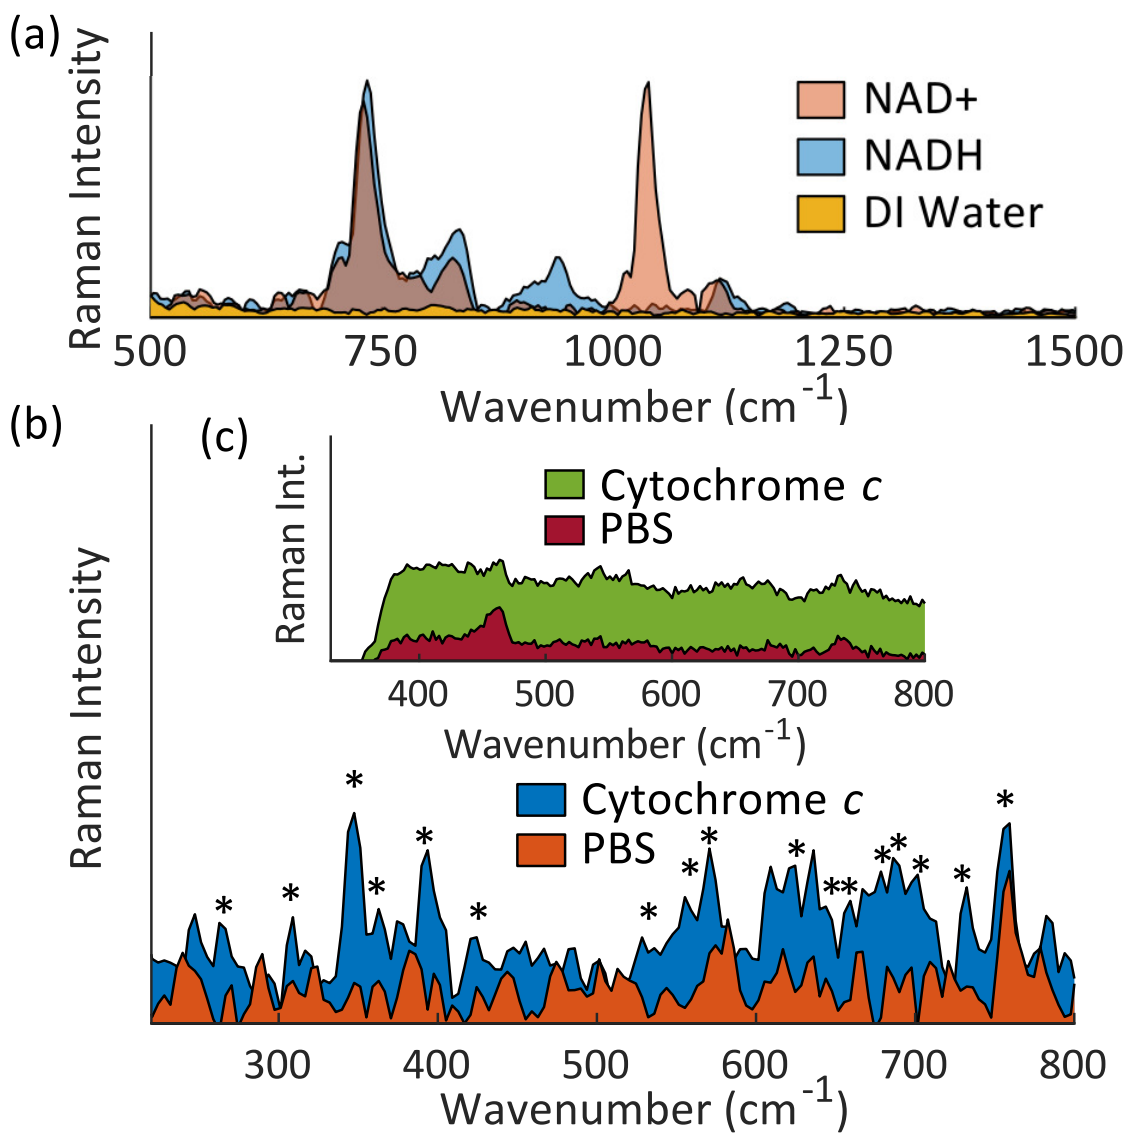 (a)
Raman Intensity
NAD+
NADH
DI Water
500 750 1000 1250 1500
Wavenumber (cm-1)
(b)
Raman Intensity
(c)
Raman Int.
Cytochrome c
PBS
400 500 600 700 800
Wavenumber (cm-1)
Cytochrome c
PBS
* * * * * * * * * * * * * * * * *
300 400 500 600 700 800
Wavenumber (cm-1)